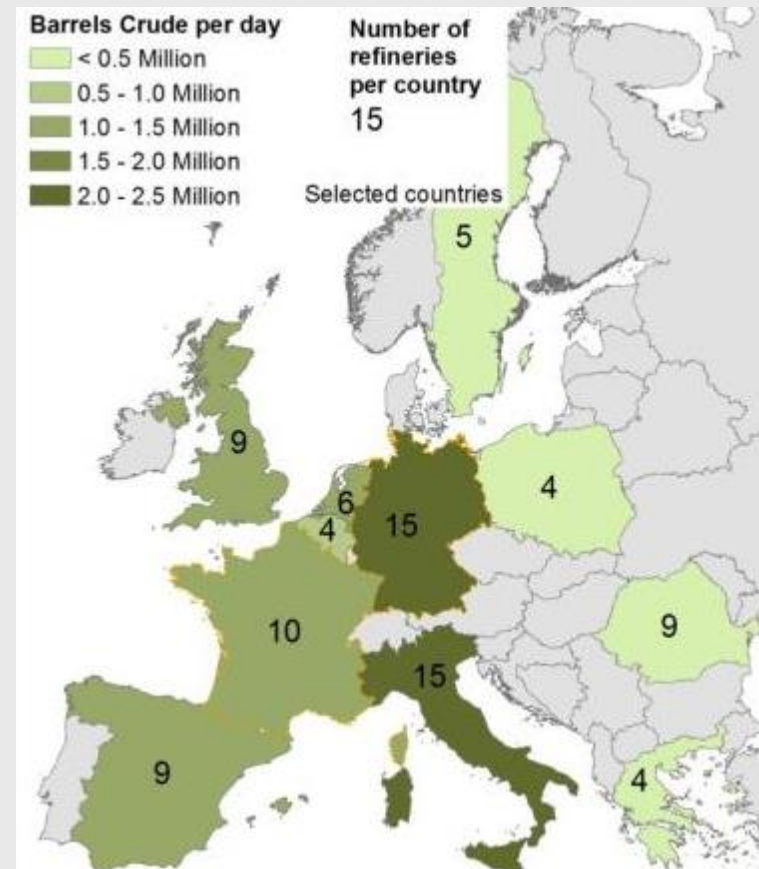 Barrels Crude per day
< 0.5 Million
0.5 - 1.0 Million
1.0 - 1.5 Million
1.5 - 2.0 Million
2.0 - 2.5 Million
Number of
refineries
per country
15
Selected countries
5
9
6
4
15
4
10
9
15
9
4